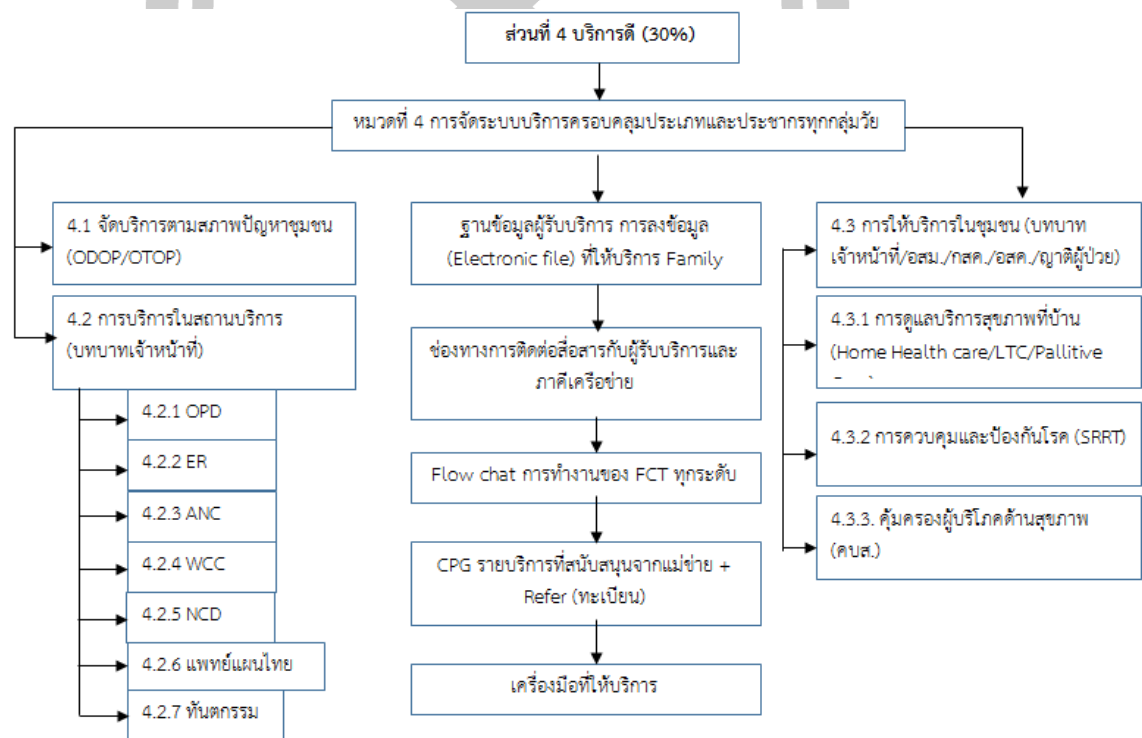 ส่วนที่ 4 บริการดี (30%)
หมวดที่ 4 การจัดระบบบริการครอบคลุมประเภทและประชากรทุกกลุ่มวัย
4.1 จัดบริการตามสภาพปัญหาชุมชน
(ODOP/OTOP)
4.2 การบริการในสถานบริการ
(บทบาทเจ้าหน้าที่)
4.2.1 OPD
4.2.2 ER
4.2.3 ANC
4.2.4 WCC
4.2.5 NCD
4.2.6 แพทย์แผนไทย
4.2.7 ทันตกรรม
ฐานข้อมูลผู้รับบริการ การลงข้อมูล
(Electronic file) ที่ให้บริการ Family
ช่องทางการติดต่อสื่อสารกับผู้รับบริการและ
ภาคีเครือข่าย
Flow chat การทำงานของ FCT ทุกระดับ
CPG รายบริการที่สนับสนุนจากแม่ข่าย +
Refer (ทะเบียน)
เครื่องมือที่ให้บริการ
4.3 การให้บริการในชุมชน (บทบาท
เจ้าหน้าที่/อสม./กสค./อสค./ญาติผู้ป่วย)
4.3.1 การดูแลบริการสุขภาพที่บ้าน
(Home Health care/LTC/Pallitive
4.3.2 การควบคุมและป้องกันโรค (SRRT)
4.3.3. คุ้มครองผู้บริโภคด้านสุขภาพ
(คบส.)